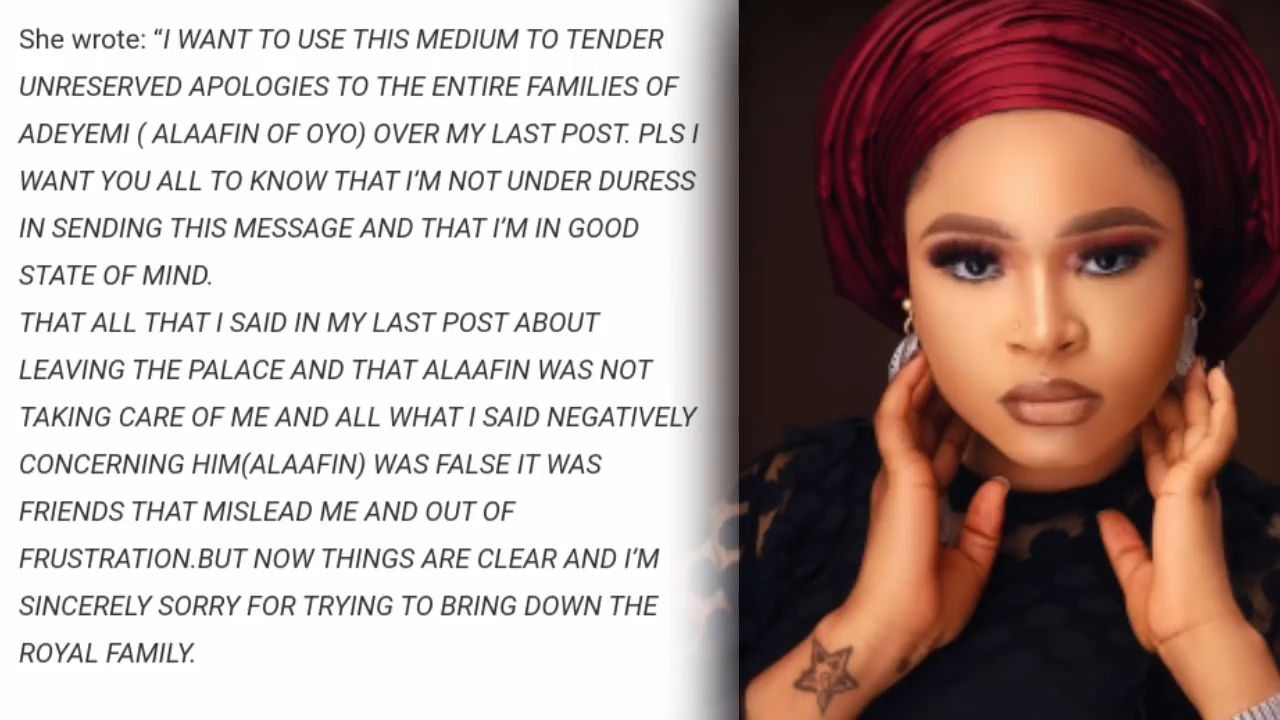 She wrote: “I WANT TO USE THIS MEDIUM TO TENDER
UNRESERVED APOLOGIES TO THE ENTIRE FAMILIES OF
ADEYEMI ( ALAAFIN OF OYO) OVER MY LAST POST. PLS I
WANT YOU ALL TO KNOW THAT I’M NOT UNDER DURESS
IN SENDING THIS MESSAGE AND THAT I’M IN GOOD
STATE OF MIND.
THAT ALL THAT I SAID IN MY LAST POST ABOUT
LEAVING THE PALACE AND THAT ALAAFIN WAS NOT
TAKING CARE OF ME AND ALL WHAT I SAID NEGATIVELY
CONCERNING HIM(ALAAFIN) WAS FALSE IT WAS
FRIENDS THAT MISLEAD ME AND OUT OF
FRUSTRATION.BUT NOW THINGS ARE CLEAR AND I’M
SINCERELY SORRY FOR TRYING TO BRING DOWN THE
ROYAL FAMILY.